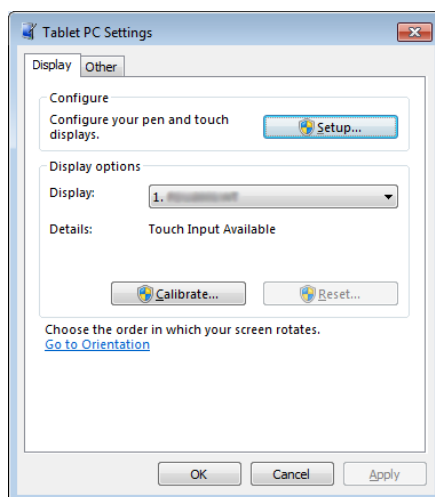 Tablet PC Settings
Display Other
Configure
Configure your pen and touch
displays.
Setup...
Display options
Display:
1.
Details:
Touch Input Available
Calibrate...
Reset...
Choose the order in which your screen rotates.
Go to Orientation
OK
Cancel
Apply